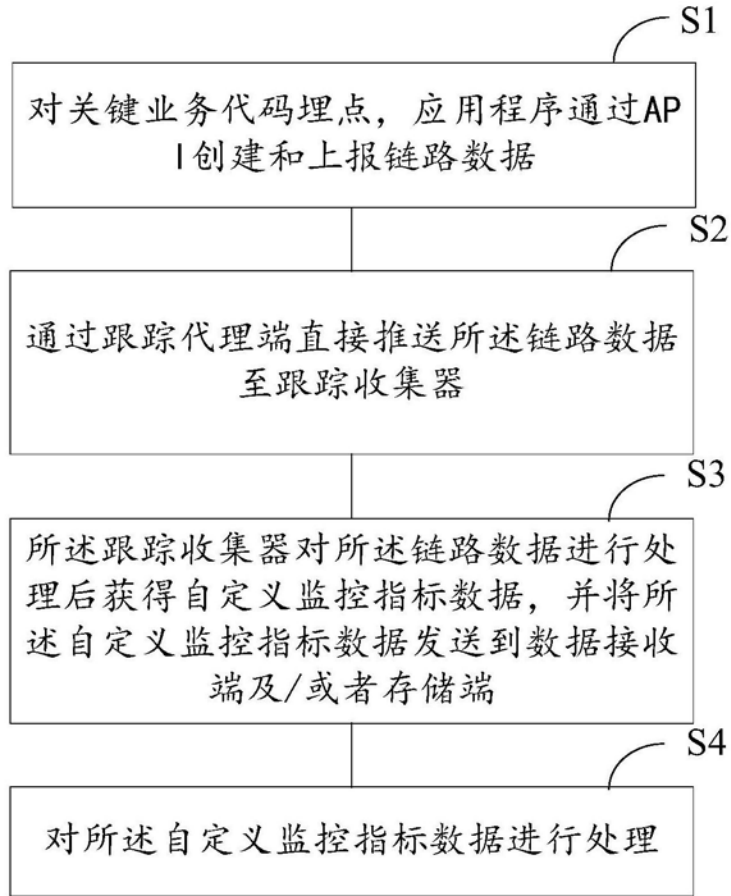 S1
对关键业务代码埋点，应用程序通过AP
I创建和上报链路数据
S2
通过跟踪代理端直接推送所述链路数据
至跟踪收集器
S3
所述跟踪收集器对所述链路数据进行处
理后获得自定义监控指标数据，并将所
述自定义监控指标数据发送到数据接收
端及/或者存储端
S4
对所述自定义监控指标数据进行处理